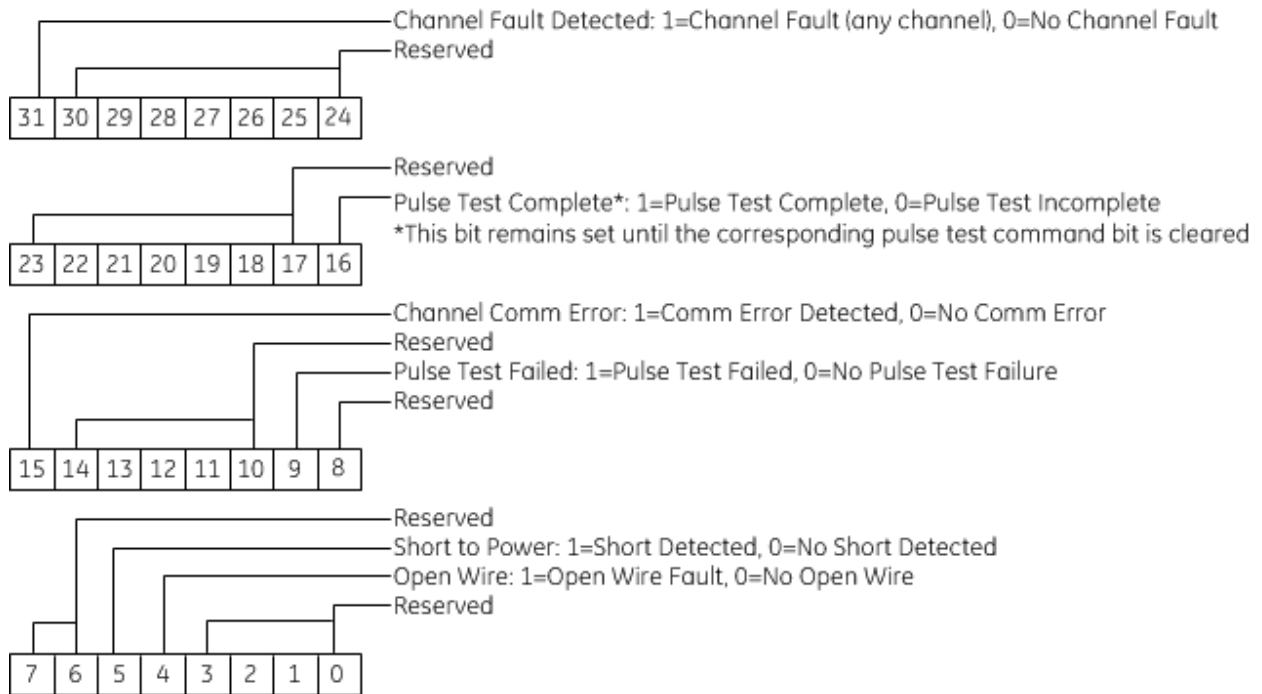 Channel Fault Detected: 1=Channel Fault (any channel), 0=No Channel Fault
Reserved
31 30 29 28 27 26 25 24
Reserved
Pulse Test Complete*: 1=Pulse Test Complete, 0=Pulse Test Incomplete
*This bit remains set until the corresponding pulse test command bit is cleared
23 22 21 20 19 18 17 16
Channel Comm Error: 1=Comm Error Detected, 0=No Comm Error
Reserved
Pulse Test Failed: 1=Pulse Test Failed, 0=No Pulse Test Failure
Reserved
15 14 13 12 11 10 9 8
Reserved
Short to Power: 1=Short Detected, 0=No Short Detected
Open Wire: 1=Open Wire Fault, 0=No Open Wire
Reserved
7 6 5 4 3 2 1 0